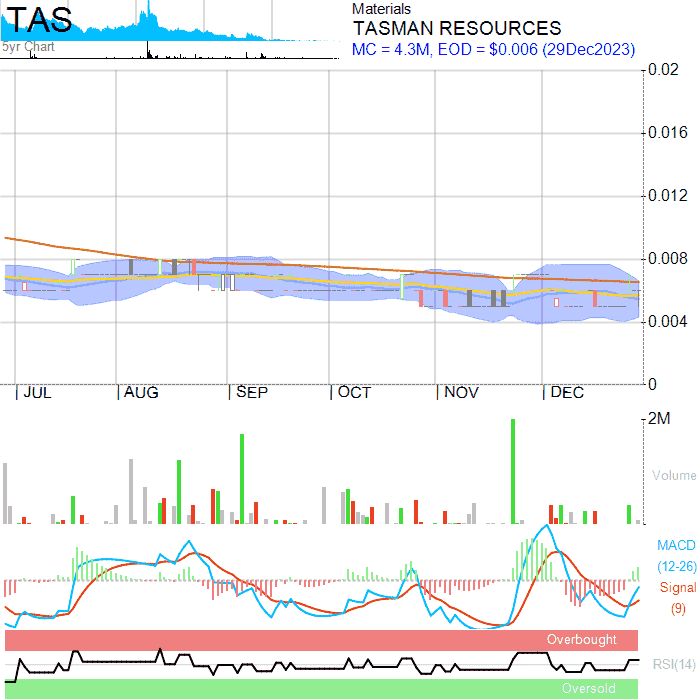 TAS
5yr Chart
Materials
TASMAN RESOURCES
MC = 4.3M, EOD = $0.006 (29Dec2023)
0.02
0.016
0.012
0.008
0.004
0
JUL AUG SEP OCT NOV DEC
2M
Volume
MACD
(12-26)
Signal
(9)
Overbought
RSI(14)
Oversold